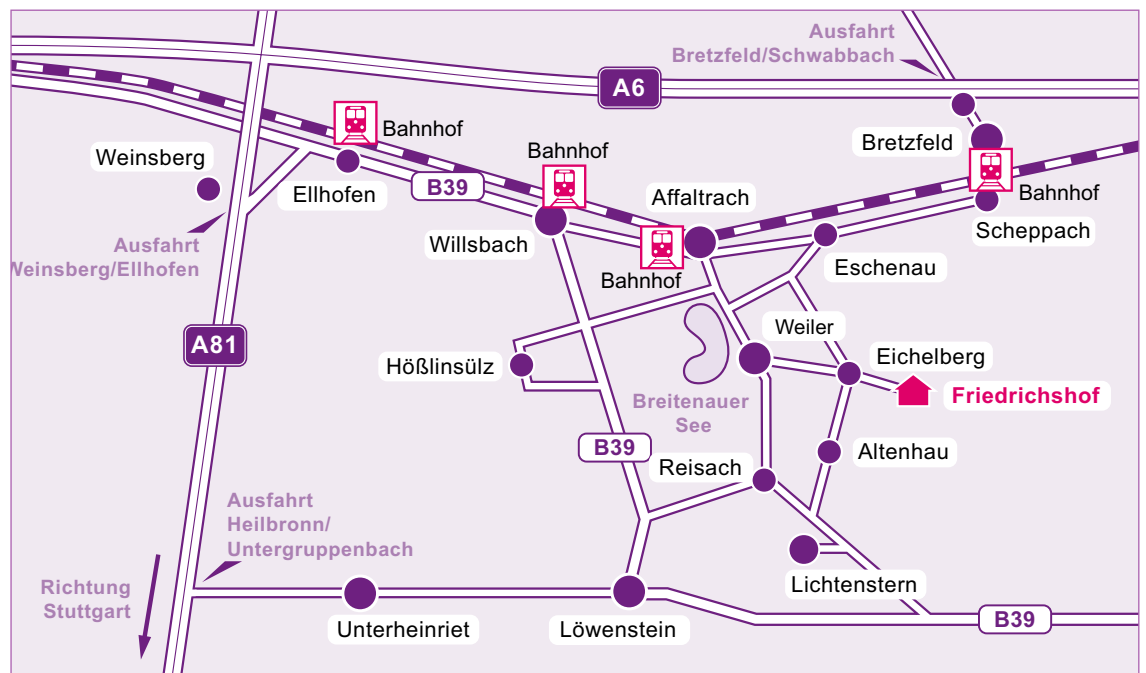 Ausfahrt
Bretzfeld/Schwabbach
A6
Bahnhof
Bretzfeld
Weinsberg
Bahnhof
Ellhofen
B39
Affaltrach
Bahnhof
Willsbach
Scheppach
Ausfahrt
Weinsberg/Ellhofen
Eschenau
Bahnhof
Weiler
A81
Eichelberg
Hößlinsülz
Friedrichshof
Breitenauer
See
B39
Altenhau
Reisach
Ausfahrt
Heilbronn/
Untergruppenbach
Lichtenstern
Richtung
Stuttgart
B39
Unterheinriet
Löwenstein